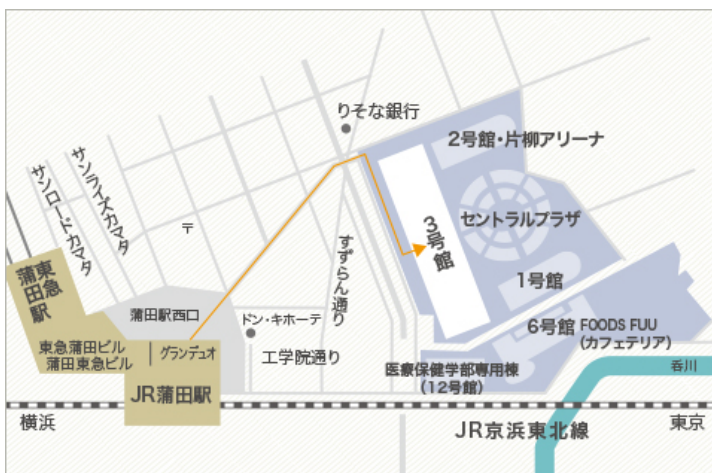 りそな銀行
2号館・片柳アリーナ
サンロードカマタ
サンライズカマタ
〒
すずらん通り
3号館
セントラルプラザ
1号館
東急
蒲田駅
蒲田駅西口
ドン・キホーテ
6号館
FOODS FUU
(カフェテリア)
東急蒲田ビル
蒲田東急ビル
グランデュオ
工学院通り
医療保健学部専用棟
(12号館)
呑川
JR蒲田駅
横浜
JR京浜東北線
東京